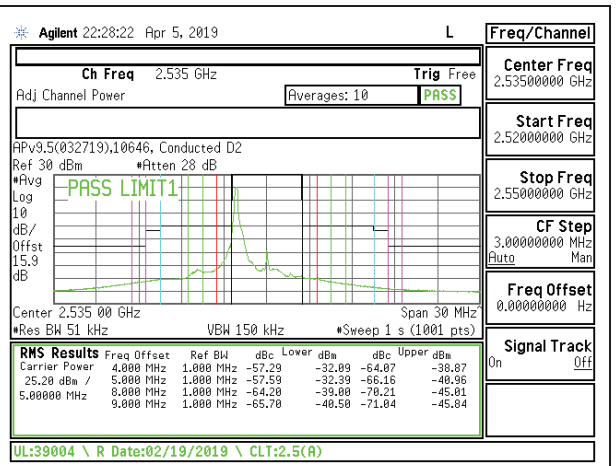 Agilent 22:28:22 Apr 5, 2019 L
Freq/Channel
Ch Freq 2.535 GHz Trig Free
Adj Channel Power Averages: 10 PASS
Center Freq
2.53500000 GHz
Start Freq
2.52000000 GHz
Stop Freq
2.55000000 GHz
CF Step
3.00000000 MHz
Auto Man
Freq Offset
0.00000000 Hz
Signal Track
On Off
APv9.5(032719),10646, Conducted D2
Ref 30 dBm #Atten 28 dB
#Avg
Log
10
dB/
Offst
15.9
dB
PASS LIMIT1
Center 2.535 00 GHz Span 30 MHz^
#Res BW 51 kHz VBW 150 kHz #Sweep 1 s (1001 pts)
RMS Results Freq Offset Ref BW dBc Lower dBm dBc Upper dBm
Carrier Power 4.000 MHz 1.000 MHz -57.29 -32.09 -64.07 -38.87
25.20 dBm / 5.000 MHz 1.000 MHz -57.59 -32.39 -66.16 -40.96
5.00000 MHz 8.000 MHz 1.000 MHz -64.20 -39.00 -70.21 -45.01
9.000 MHz 1.000 MHz -65.70 -40.50 -71.04 -45.84
UL:39004 \ R Date:02/19/2019 \ CLT:2.5(A)